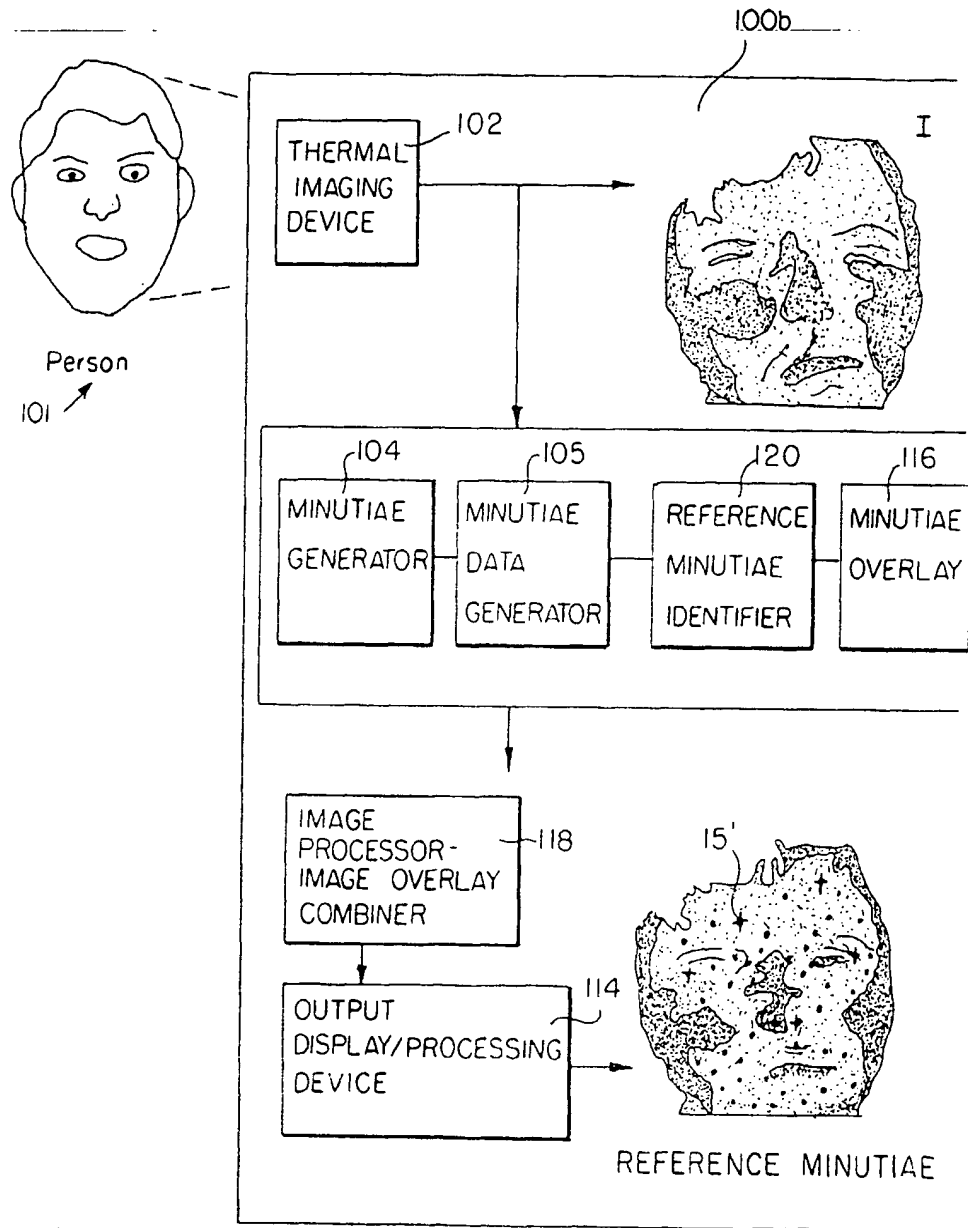 100b
102
I
THERMAL
IMAGING
DEVICE
Person
101
104
105
120
116
MINUTIAE
GENERATOR
MINUTIAE
DATA
GENERATOR
REFERENCE
MINUTIAE
IDENTIFIER
MINUTIAE
OVERLAY
IMAGE
PROCESSOR-
IMAGE OVERLAY
COMBINER
118
15'
OUTPUT
DISPLAY/PROCESSING
DEVICE
114
REFERENCE MINUTIAE